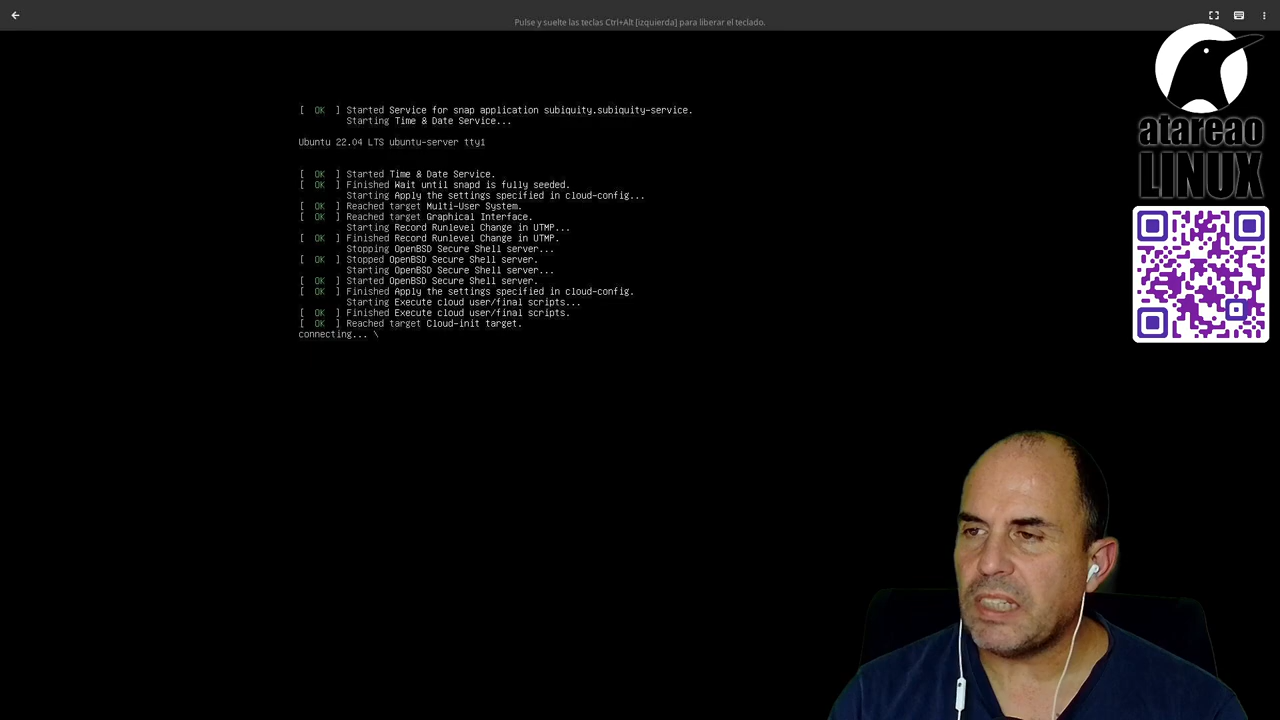 Pulse y suelte las teclas Ctrl+Alt [izquierda] para liberar el teclado.
atareao
LINUX
[  OK  ] Started Service for snap application subiquity.subiquity-service.
Starting Time & Date Service...
Ubuntu 22.04 LTS ubuntu-server tty1
[  OK  ] Started Time & Date Service.
[  OK  ] Finished Wait until snapd is fully seeded.
Starting Apply the settings specified in cloud-config...
[  OK  ] Reached target Multi-User System.
[  OK  ] Reached target Graphical Interface.
Starting Record Runlevel Change in UTMP...
[  OK  ] Finished Record Runlevel Change in UTMP.
Stopping OpenBSD Secure Shell server...
[  OK  ] Stopped OpenBSD Secure Shell server.
Starting OpenBSD Secure Shell server...
[  OK  ] Started OpenBSD Secure Shell server.
[  OK  ] Finished Apply the settings specified in cloud-config.
Starting Execute cloud user/final scripts...
[  OK  ] Finished Execute cloud user/final scripts.
[  OK  ] Reached target Cloud-init target.
connecting... \